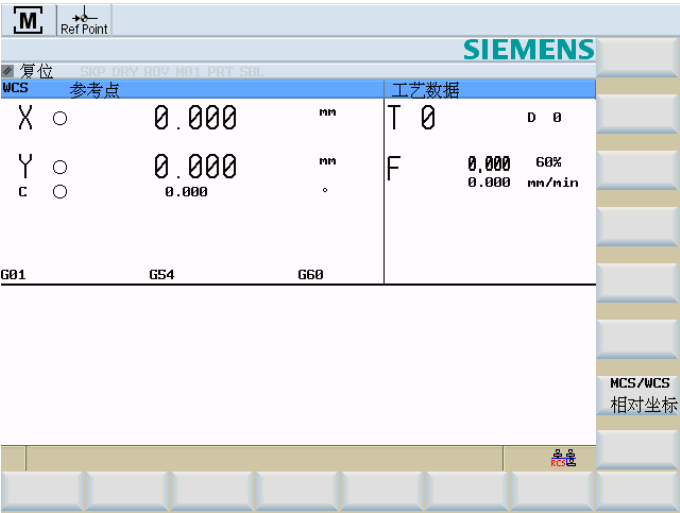 M Ref Point
SIEMENS
复位 SKP DRY ROV M01 PRT SBL
WCS 参考点 工艺数据
X 0.000 mm T 0 D 0
Y 0.000 mm F 0.000 60%
C 0.000 ° 0.000 mm/min
G01 G54 G60
MCS/WCS
相对坐标
RCS